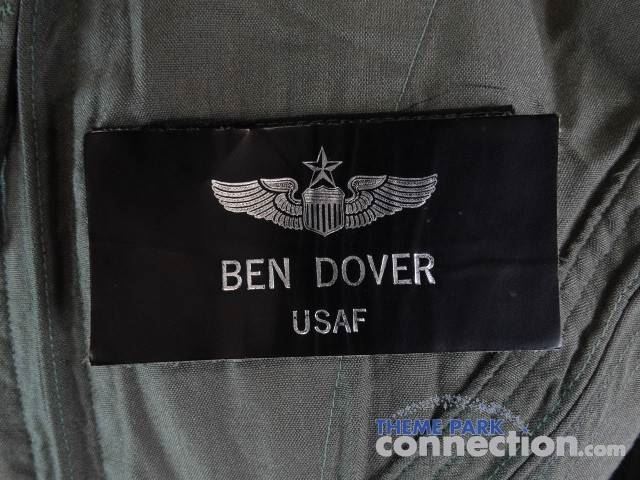 BEN DOVER
USAF
THEME PARK
connection.com